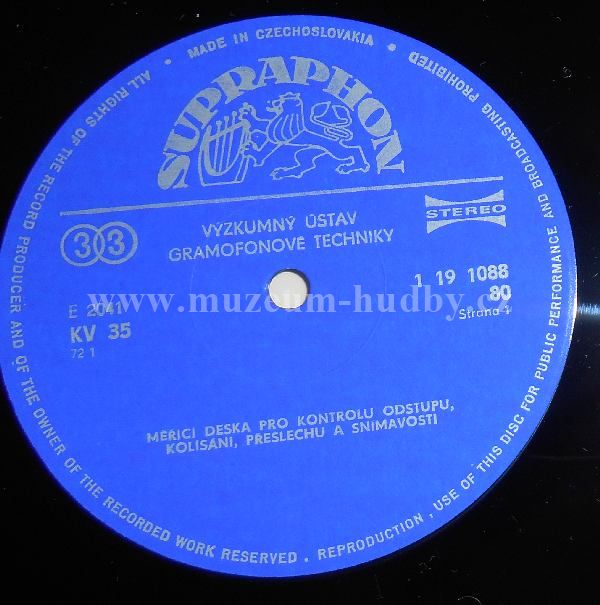 • MADE IN CZECHOSLOVAKIA •
SUPRAPHON
33
VÝZKUMNÝ ÚSTAV
GRAMOFONOVÉ TECHNIKY
STEREO
E 2041
KV 35
72 1
1 19 1088
80
Strana 1
www.muzeum-hudby.cz
MĚŘICÍ DESKA PRO KONTROLU ODSTUPU,
KOLÍSÁNÍ, PŘESLECHU A SNÍMAVOSTI
ALL RIGHTS OF THE RECORD PRODUCER AND OF THE OWNER OF THE RECORDED WORK RESERVED . REPRODUCTION , USE OF THIS DISC FOR PUBLIC PERFORMANCE AND BROADCASTING PROHIBITED